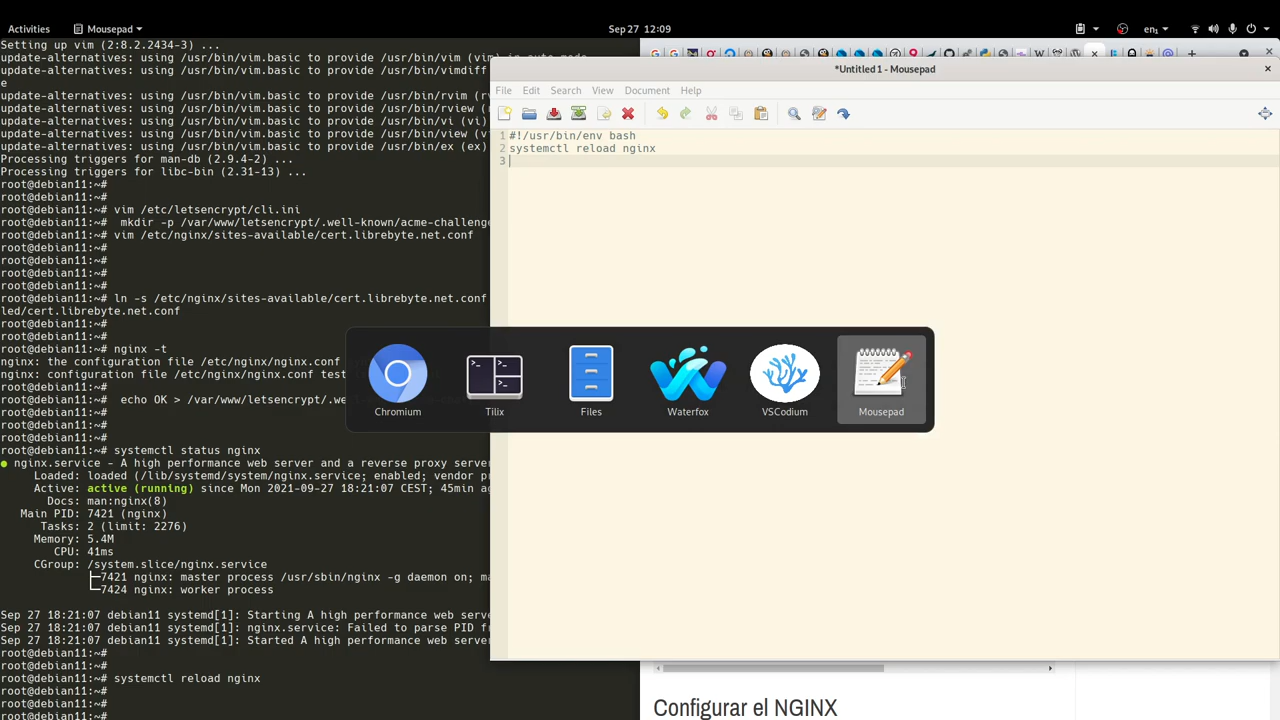 Activities
Mousepad
Sep 27 12:09
en₁
Setting up vim (2:8.2.2434-3) ...
update-alternatives: using /usr/bin/vim.basic to provide /usr/bin/vim (vim) in auto mode
update-alternatives: using /usr/bin/vim.basic to provide /usr/bin/vimdiff
e
update-alternatives: using /usr/bin/vim.basic to provide /usr/bin/rvim (r
update-alternatives: using /usr/bin/vim.basic to provide /usr/bin/rview (
update-alternatives: using /usr/bin/vim.basic to provide /usr/bin/vi (vi)
update-alternatives: using /usr/bin/vim.basic to provide /usr/bin/view (v
update-alternatives: using /usr/bin/vim.basic to provide /usr/bin/ex (ex)
Processing triggers for man-db (2.9.4-2) ...
Processing triggers for libc-bin (2.31-13) ...
root@debian11:~#
root@debian11:~#
root@debian11:~# vim /etc/letsencrypt/cli.ini
root@debian11:~#  mkdir -p /var/www/letsencrypt/.well-known/acme-challenge
root@debian11:~# vim /etc/nginx/sites-available/cert.librebyte.net.conf
root@debian11:~#
root@debian11:~#
root@debian11:~#
root@debian11:~#
root@debian11:~# ln -s /etc/nginx/sites-available/cert.librebyte.net.conf
led/cert.librebyte.net.conf
root@debian11:~#
root@debian11:~#
root@debian11:~# nginx -t
nginx: the configuration file /etc/nginx/nginx.conf
nginx: configuration file /etc/nginx/nginx.conf test
root@debian11:~#
root@debian11:~#  echo OK > /var/www/letsencrypt/.we
root@debian11:~#
root@debian11:~#
root@debian11:~#
root@debian11:~# systemctl status nginx
● nginx.service - A high performance web server and a reverse proxy server
Loaded: loaded (/lib/systemd/system/nginx.service; enabled; vendor pr
Active: active (running) since Mon 2021-09-27 18:21:07 CEST; 45min ag
Docs: man:nginx(8)
Main PID: 7421 (nginx)
Tasks: 2 (limit: 2276)
Memory: 5.4M
CPU: 41ms
CGroup: /system.slice/nginx.service
├─7421 nginx: master process /usr/sbin/nginx -g daemon on; ma
└─7424 nginx: worker process
Sep 27 18:21:07 debian11 systemd[1]: Starting A high performance web serve
Sep 27 18:21:07 debian11 systemd[1]: nginx.service: Failed to parse PID fr
Sep 27 18:21:07 debian11 systemd[1]: Started A high performance web server
root@debian11:~#
root@debian11:~#
root@debian11:~# systemctl reload nginx
root@debian11:~#
root@debian11:~#
root@debian11:~#
*Untitled 1 - Mousepad
File Edit Search View Document Help
1 #!/usr/bin/env bash
2 systemctl reload nginx
3
Chromium
Tilix
Files
Waterfox
VSCodium
Mousepad
Configurar el NGINX